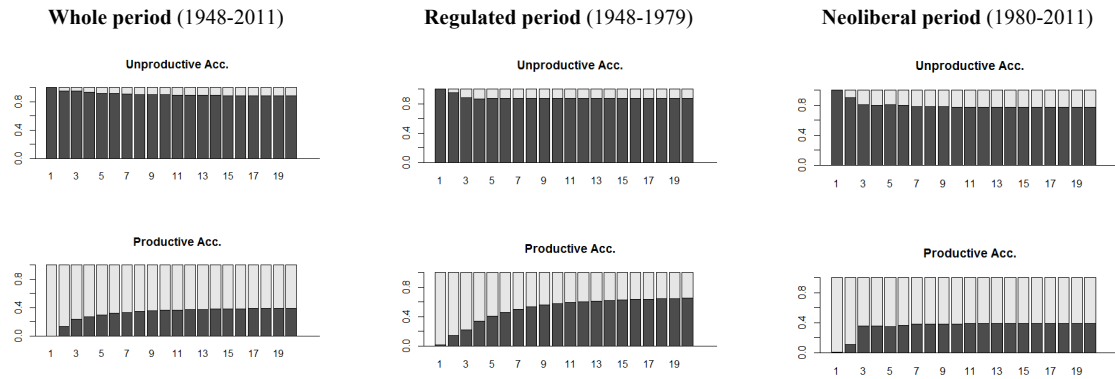 Whole period (1948-2011)
Regulated period (1948-1979)
Neoliberal period (1980-2011)
Unproductive Acc.
0.0 0.4 0.8
1 3 5 7 9 11 13 15 17 19
Unproductive Acc.
0.0 0.4 0.8
1 3 5 7 9 11 13 15 17 19
Unproductive Acc.
0.0 0.4 0.8
1 3 5 7 9 11 13 15 17 19
Productive Acc.
0.0 0.4 0.8
1 3 5 7 9 11 13 15 17 19
Productive Acc.
0.0 0.4 0.8
1 3 5 7 9 11 13 15 17 19
Productive Acc.
0.0 0.4 0.8
1 3 5 7 9 11 13 15 17 19